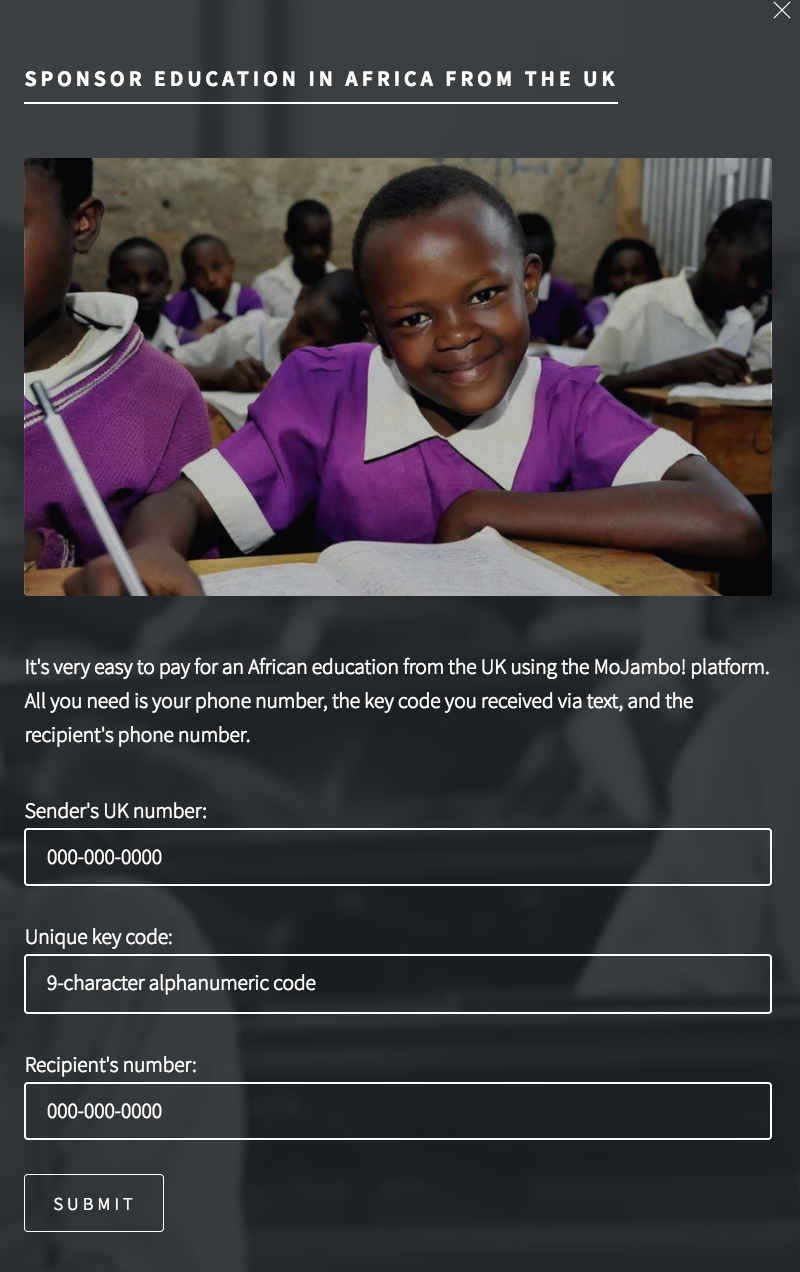 SPONSOR EDUCATION IN AFRICA FROM THE UK
It's very easy to pay for an African education from the UK using the MoJambo! platform.
All you need is your phone number, the key code you received via text, and the
recipient's phone number.
Sender's UK number:
000-000-0000
Unique key code:
9-character alphanumeric code
Recipient's number:
000-000-0000
SUBMIT